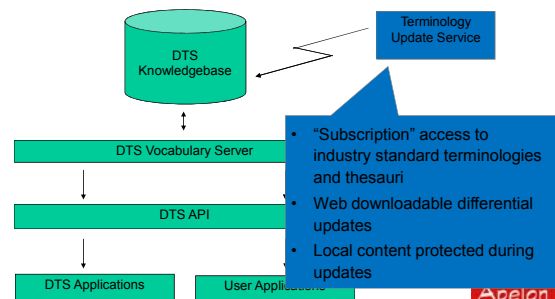 Terminology
Update Service
DTS
Knowledgebase
• “Subscription” access to
industry standard terminologies
and thesauri
• Web downloadable differential
updates
• Local content protected during
updates
DTS Vocabulary Server
DTS API
DTS Applications
User Applications
Apelon